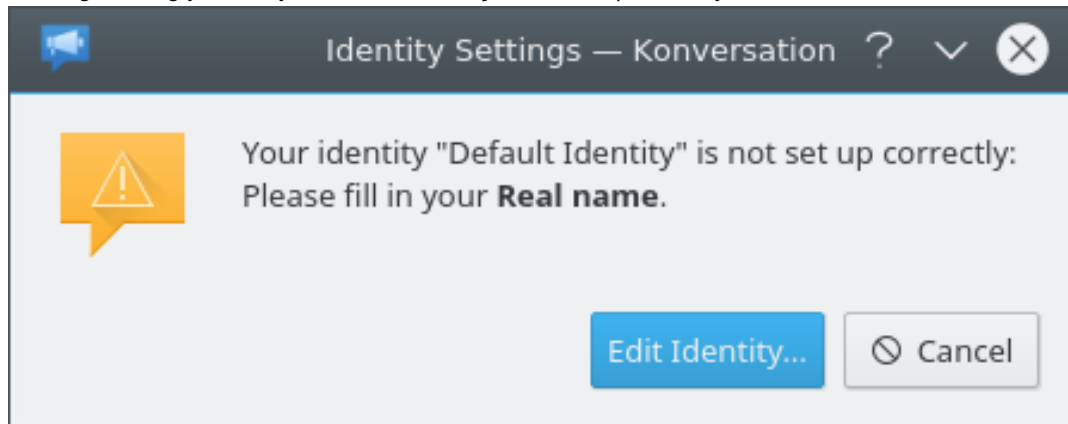 Identity Settings — Konversation
Your identity "Default Identity" is not set up correctly:
Please fill in your Real name.
Edit Identity...
Cancel